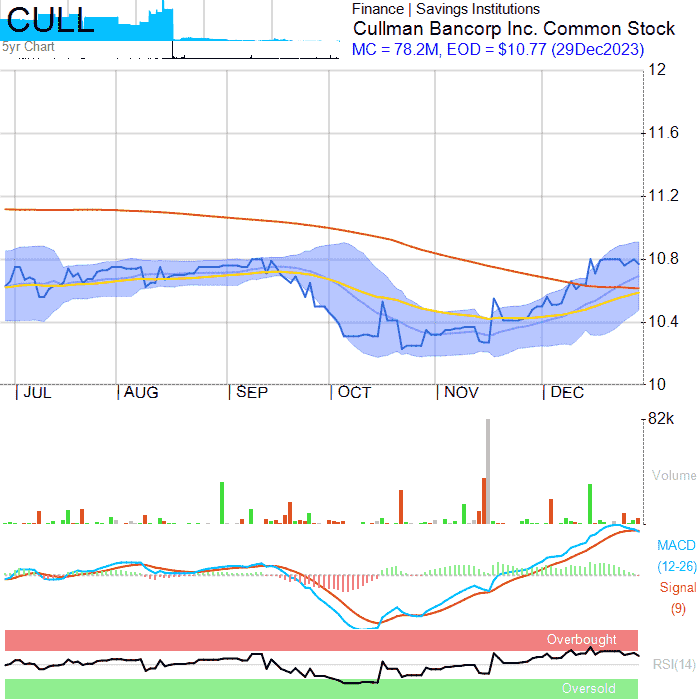 CULL
5yr Chart
Finance | Savings Institutions
Cullman Bancorp Inc. Common Stock
MC = 78.2M, EOD = $10.77 (29Dec2023)
12
11.6
11.2
10.8
10.4
10
|JUL |AUG |SEP |OCT |NOV |DEC
82k
Volume
MACD
(12-26)
Signal
(9)
Overbought
RSI(14)
Oversold